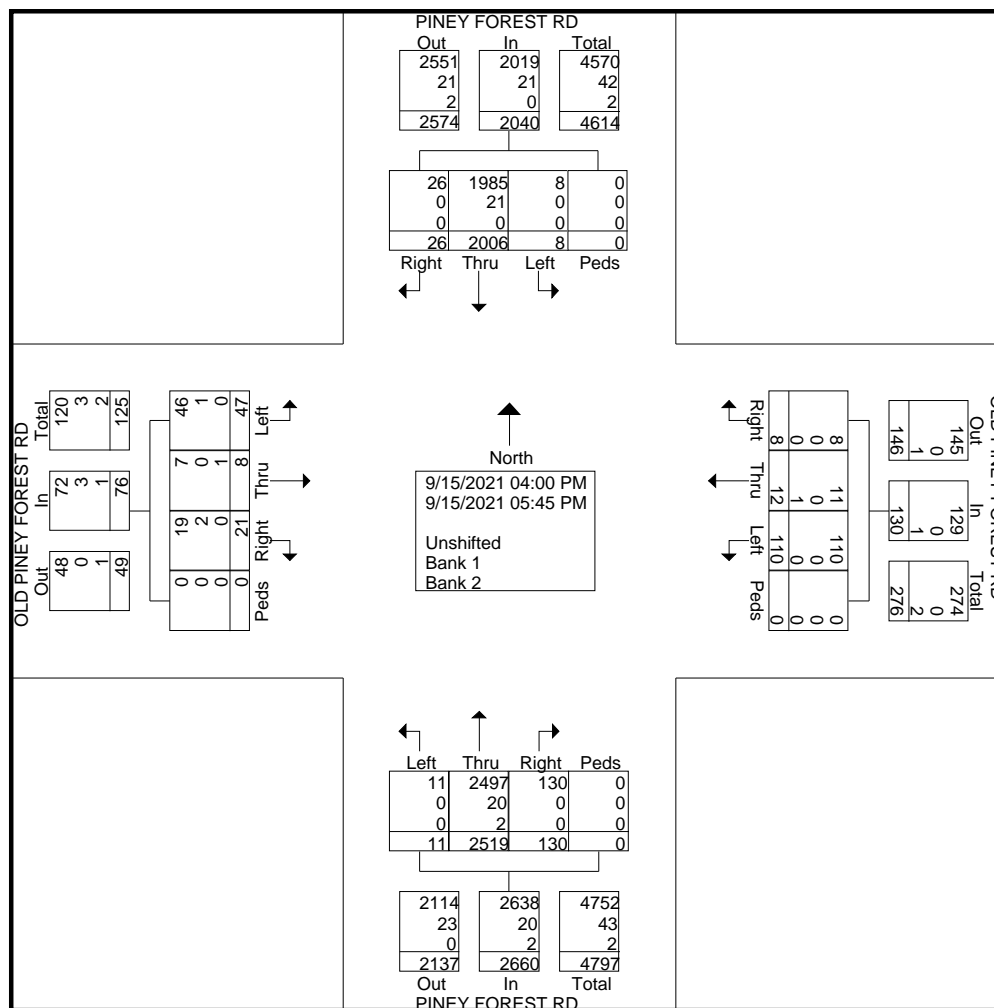 PINEY FOREST RD
Out In Total
2551 2019 4570
21 21 42
2 0 2
2574 2040 4614
26 1985 8 0
0 21 0 0
0 0 0 0
26 2006 8 0
Right Thru Left Peds
OLD PINEY FOREST RD
Out In Total
48 72 120
0 3 3
1 1 2
49 76 125
0 19 7 46
0 2 0 1
0 0 1 0
0 21 8 47
Peds Right Thru Left
North
9/15/2021 04:00 PM
9/15/2021 05:45 PM
Unshifted
Bank 1
Bank 2
OLD PINEY FOREST RD
Out In Total
145 129 274
0 0 0
1 1 2
146 130 276
8 11 110 0
0 0 0 0
0 1 0 0
8 12 110 0
Right Thru Left Peds
Left Thru Right Peds
11 2497 130 0
0 20 0 0
0 2 0 0
11 2519 130 0
2114 2638 4752
23 20 43
0 2 2
2137 2660 4797
Out In Total
PINEY FOREST RD